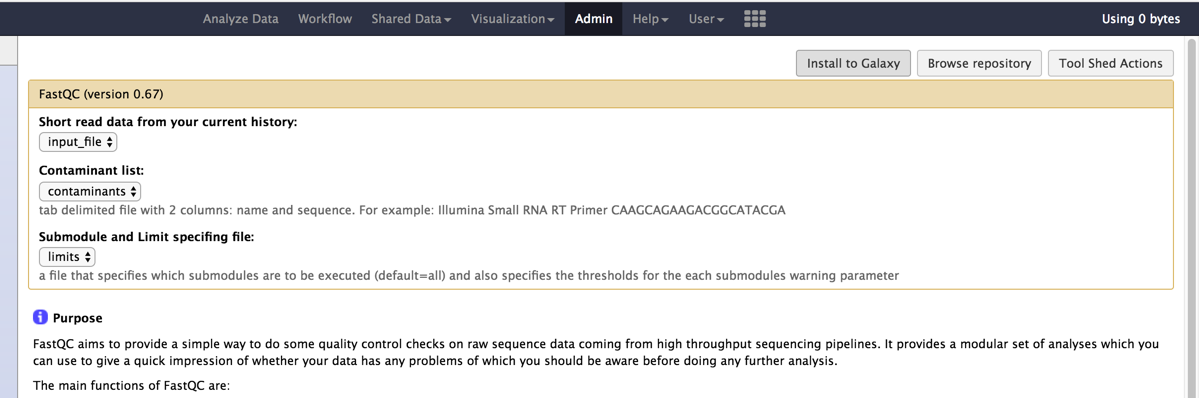 Analyze Data Workflow Shared Data Visualization Admin Help User Using 0 bytes
Install to Galaxy Browse repository Tool Shed Actions
FastQC (version 0.67)
Short read data from your current history:
input_file
Contaminant list:
contaminants
tab delimited file with 2 columns: name and sequence. For example: Illumina Small RNA RT Primer CAAGCAGAAGACGGCATACGA
Submodule and Limit specifing file:
limits
a file that specifies which submodules are to be executed (default=all) and also specifies the thresholds for the each submodules warning parameter
i Purpose
FastQC aims to provide a simple way to do some quality control checks on raw sequence data coming from high throughput sequencing pipelines. It provides a modular set of analyses which you
can use to give a quick impression of whether your data has any problems of which you should be aware before doing any further analysis.
The main functions of FastQC are: